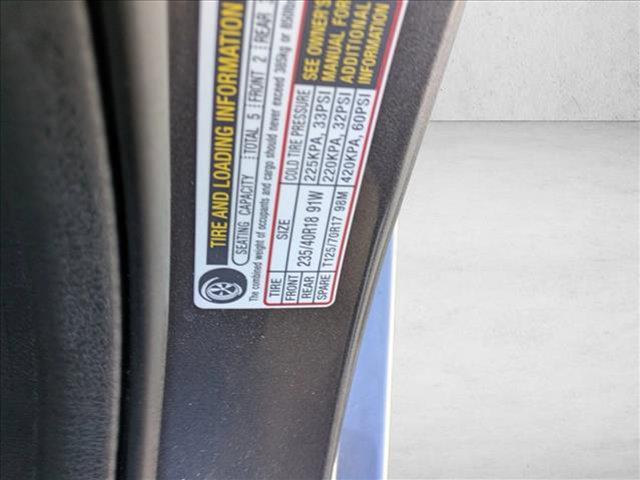 TIRE AND LOADING INFORMATION
SEATING CAPACITY TOTAL 5 FRONT 2 REAR
The combined weight of occupants and cargo should never exceed 385kg or 850lbs
TIRE SIZE COLD TIRE PRESSURE
FRONT 235/40R18 91W 225KPA, 33PSI
REAR 220KPA, 32PSI
SPARE T125/70R17 98M 420KPA, 60PSI
SEE OWNER'S
MANUAL FOR
ADDITIONAL
INFORMATION